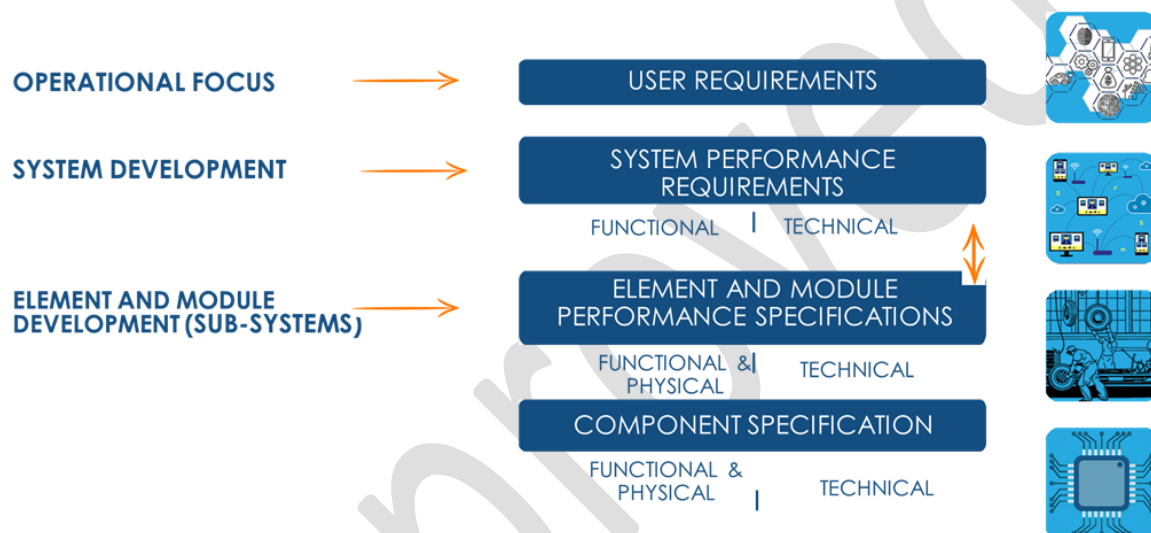 OPERATIONAL FOCUS
USER REQUIREMENTS
SYSTEM DEVELOPMENT
SYSTEM PERFORMANCE
REQUIREMENTS
FUNCTIONAL | TECHNICAL
ELEMENT AND MODULE
DEVELOPMENT (SUB-SYSTEMS)
ELEMENT AND MODULE
PERFORMANCE SPECIFICATIONS
FUNCTIONAL &| TECHNICAL
PHYSICAL
COMPONENT SPECIFICATION
FUNCTIONAL &
PHYSICAL | TECHNICAL